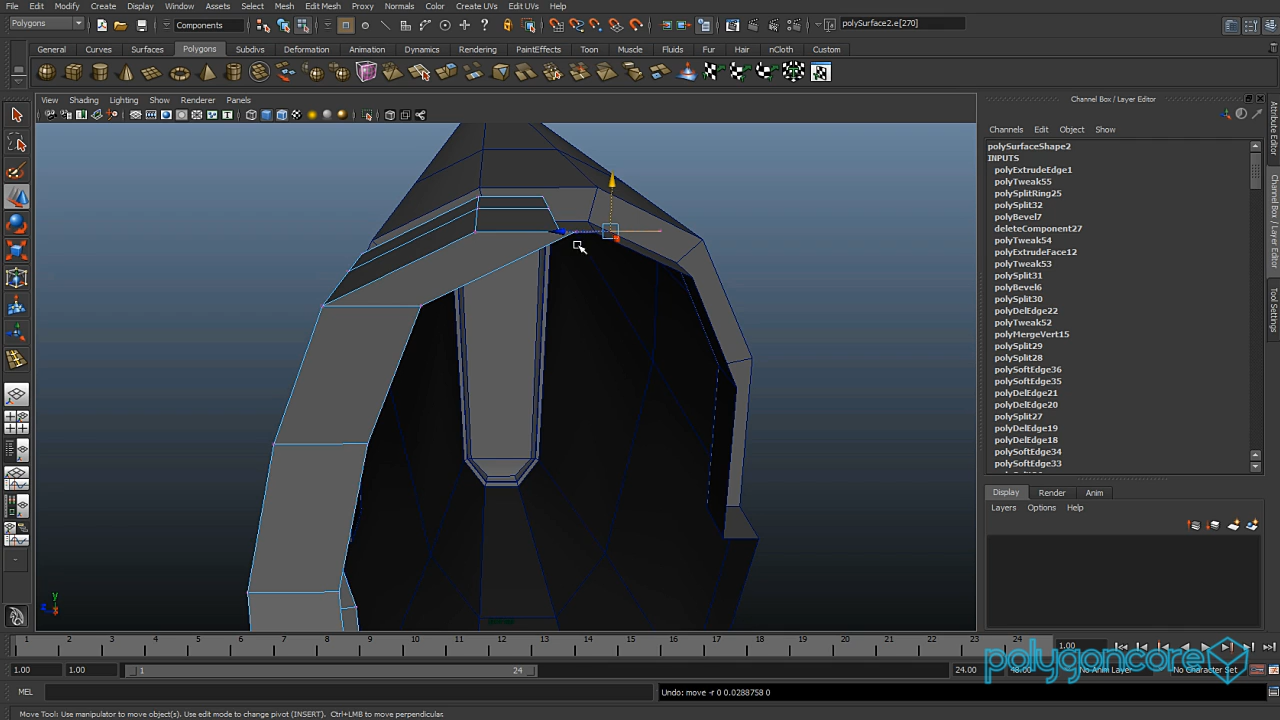 File Edit Modify Create Display Window Assets Select Mesh Edit Mesh Proxy Normals Color Create UVs Edit UVs Help
Polygons Components polySurface2.e[270]
General Curves Surfaces Polygons Subdivs Deformation Animation Dynamics Rendering PaintEffects Toon Muscle Fluids Fur Hair nCloth Custom
View Shading Lighting Show Renderer Panels
Channel Box / Layer Editor
Channels Edit Object Show
polySurfaceShape2
INPUTS
polyExtrudeEdge1
polyTweak55
polySplitRing25
polySplit32
polyBevel7
deleteComponent27
polyTweak54
polyExtrudeFace12
polyTweak53
polySplit31
polyBevel6
polySplit30
polyDelEdge22
polyTweak52
polyMergeVert15
polySplit29
polySplit28
polySoftEdge36
polySoftEdge35
polyDelEdge21
polyDelEdge20
polySplit27
polyDelEdge19
polyDelEdge18
polySoftEdge34
polySoftEdge33
Attribute Editor
Channel Box / Layer Editor
Tool Settings
Display Render Anim
Layers Options Help
y
1 2 3 4 5 6 7 8 9 10 11 12 13 14 15 16 17 18 19 20 21 22 23 24 1.00
1.00 1.00 1 24 24.00 48.00 No Anim Layer No Character Set
polygoncore
MEL Undo: move -r 0 0.0288758 0
Move Tool: Use manipulator to move object(s). Use edit mode to change pivot (INSERT). Ctrl+LMB to move perpendicular.